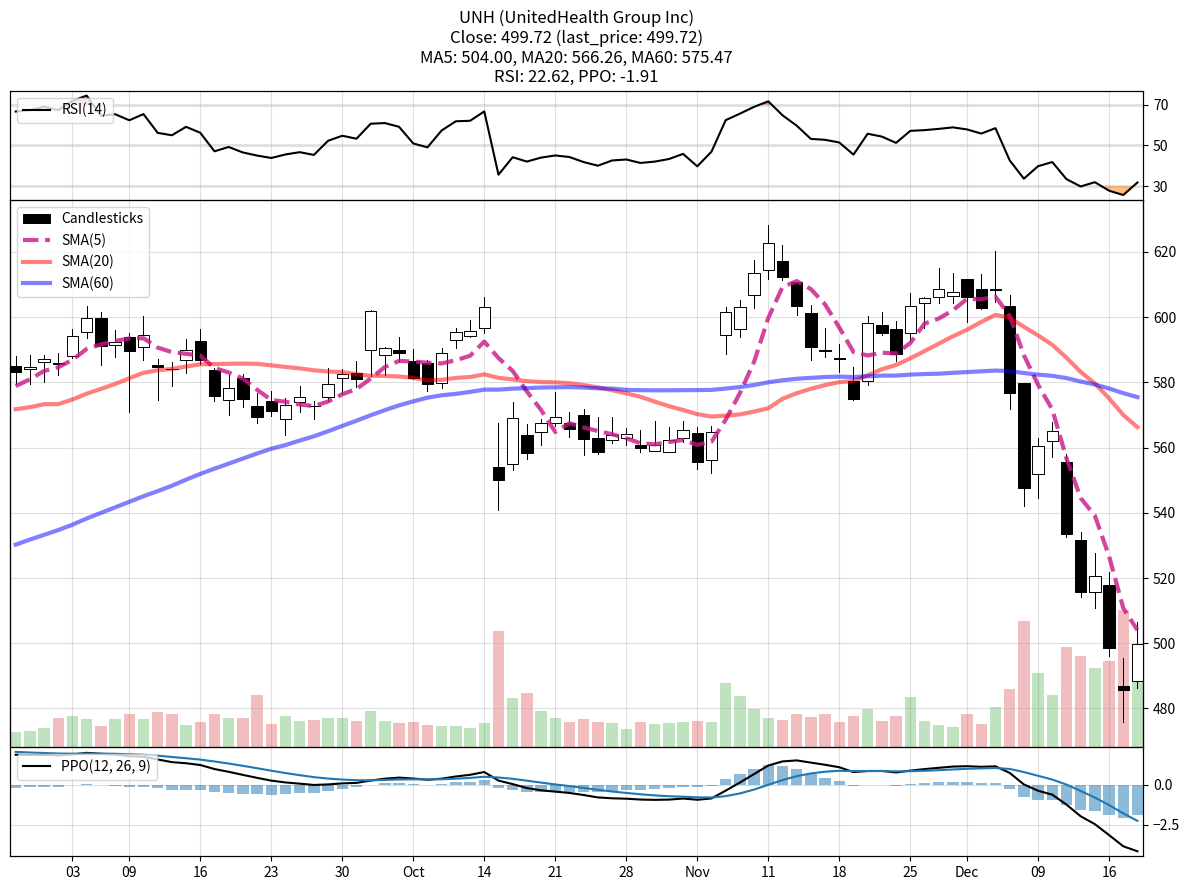 UNH (UnitedHealth Group Inc)
Close: 499.72 (last_price: 499.72)
MA5: 504.00, MA20: 566.26, MA60: 575.47
RSI: 22.62, PPO: -1.91
RSI(14)
70
50
30
Candlesticks
SMA(5)
SMA(20)
SMA(60)
620
600
580
560
540
520
500
480
PPO(12, 26, 9)
0.0
−2.5
03 09 16 23 30 Oct 14 21 28 Nov 11 18 25 Dec 09 16